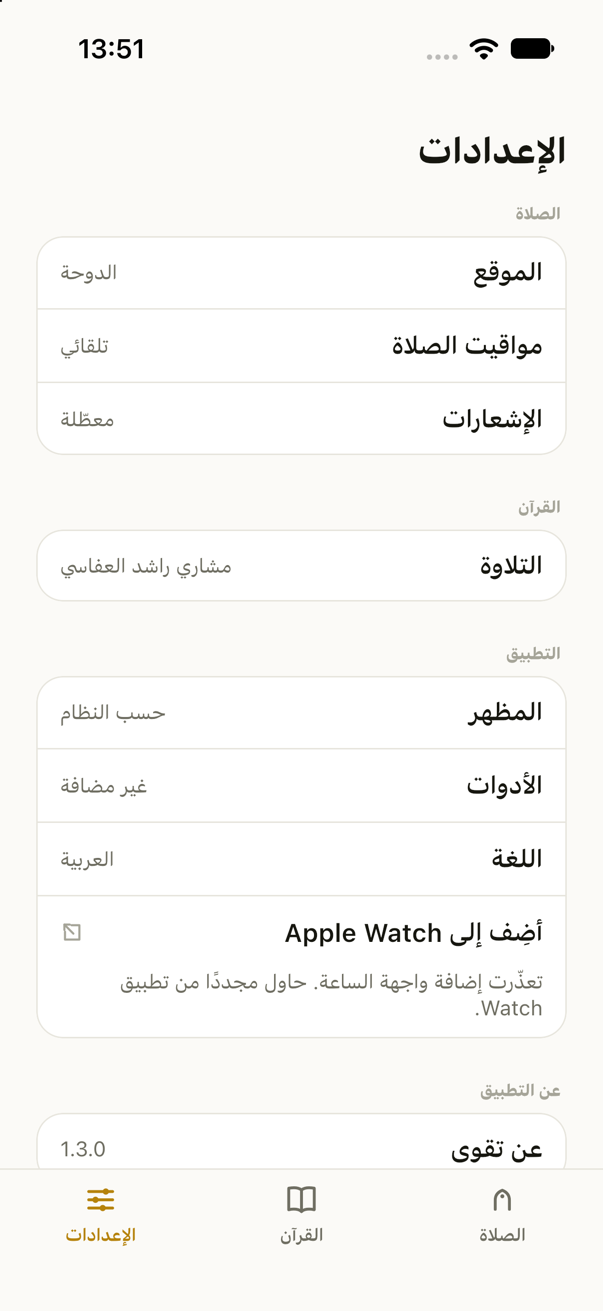 13:51
الإعدادات
الصلاة
الموقع
الدوحة
مواقيت الصلاة
تلقائي
الإشعارات
معطّلة
القرآن
التلاوة
مشاري راشد العفاسي
التطبيق
المظهر
حسب النظام
الأدوات
غير مضافة
اللغة
العربية
أضِف إلى Apple Watch
تعذّرت إضافة واجهة الساعة. حاول مجددًا من تطبيق
Watch.
عن التطبيق
عن تقوى
1.3.0
الصلاة
القرآن
الإعدادات